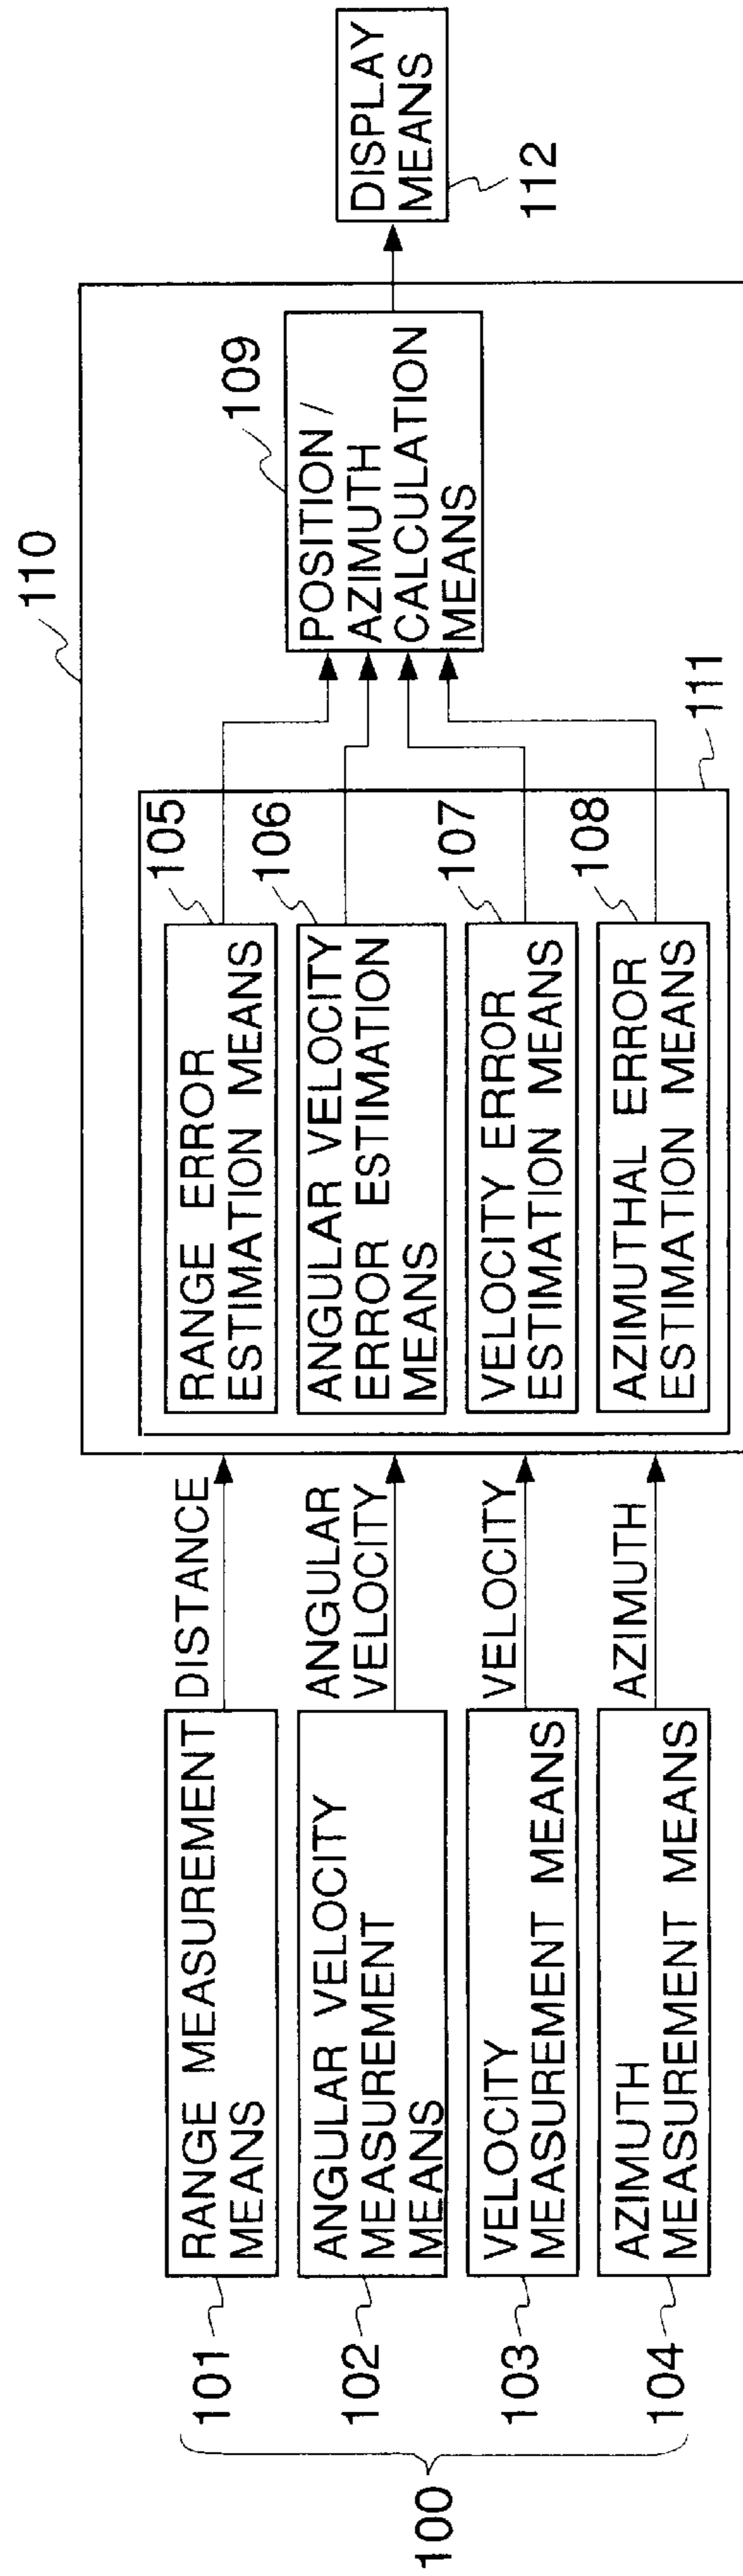 100
101
RANGE MEASUREMENT
MEANS
102
ANGULAR VELOCITY
MEASUREMENT
MEANS
103
VELOCITY
MEASUREMENT MEANS
104
AZIMUTH
MEASUREMENT MEANS
DISTANCE
ANGULAR
VELOCITY
VELOCITY
AZIMUTH
110
105
RANGE ERROR
ESTIMATION MEANS
106
ANGULAR VELOCITY
ERROR ESTIMATION
MEANS
107
VELOCITY ERROR
ESTIMATION MEANS
108
AZIMUTHAL ERROR
ESTIMATION MEANS
111
109
POSITION /
AZIMUTH
CALCULATION
MEANS
DISPLAY
MEANS
112